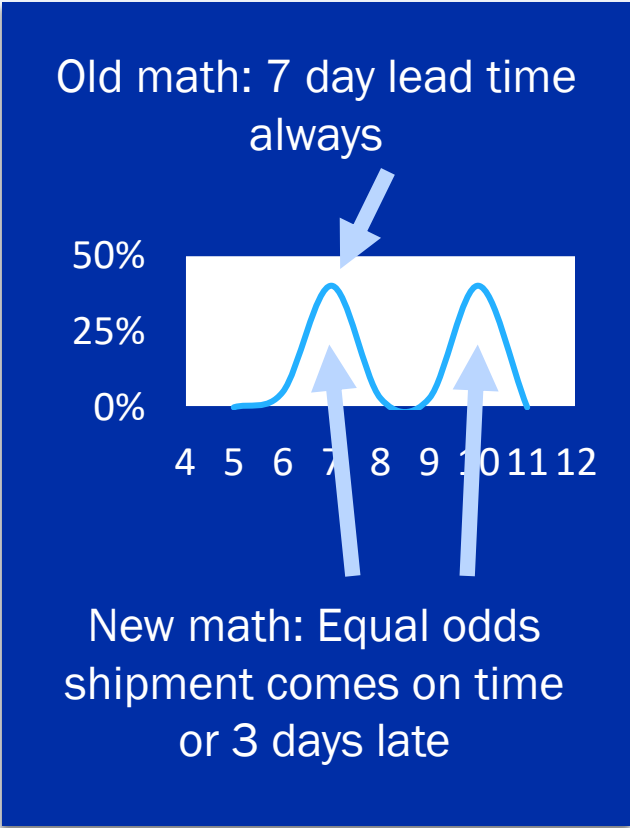 Old math: 7 day lead time
always
50%
25%
0%
4 5 6 7 8 9 10 11 12
New math: Equal odds
shipment comes on time
or 3 days late